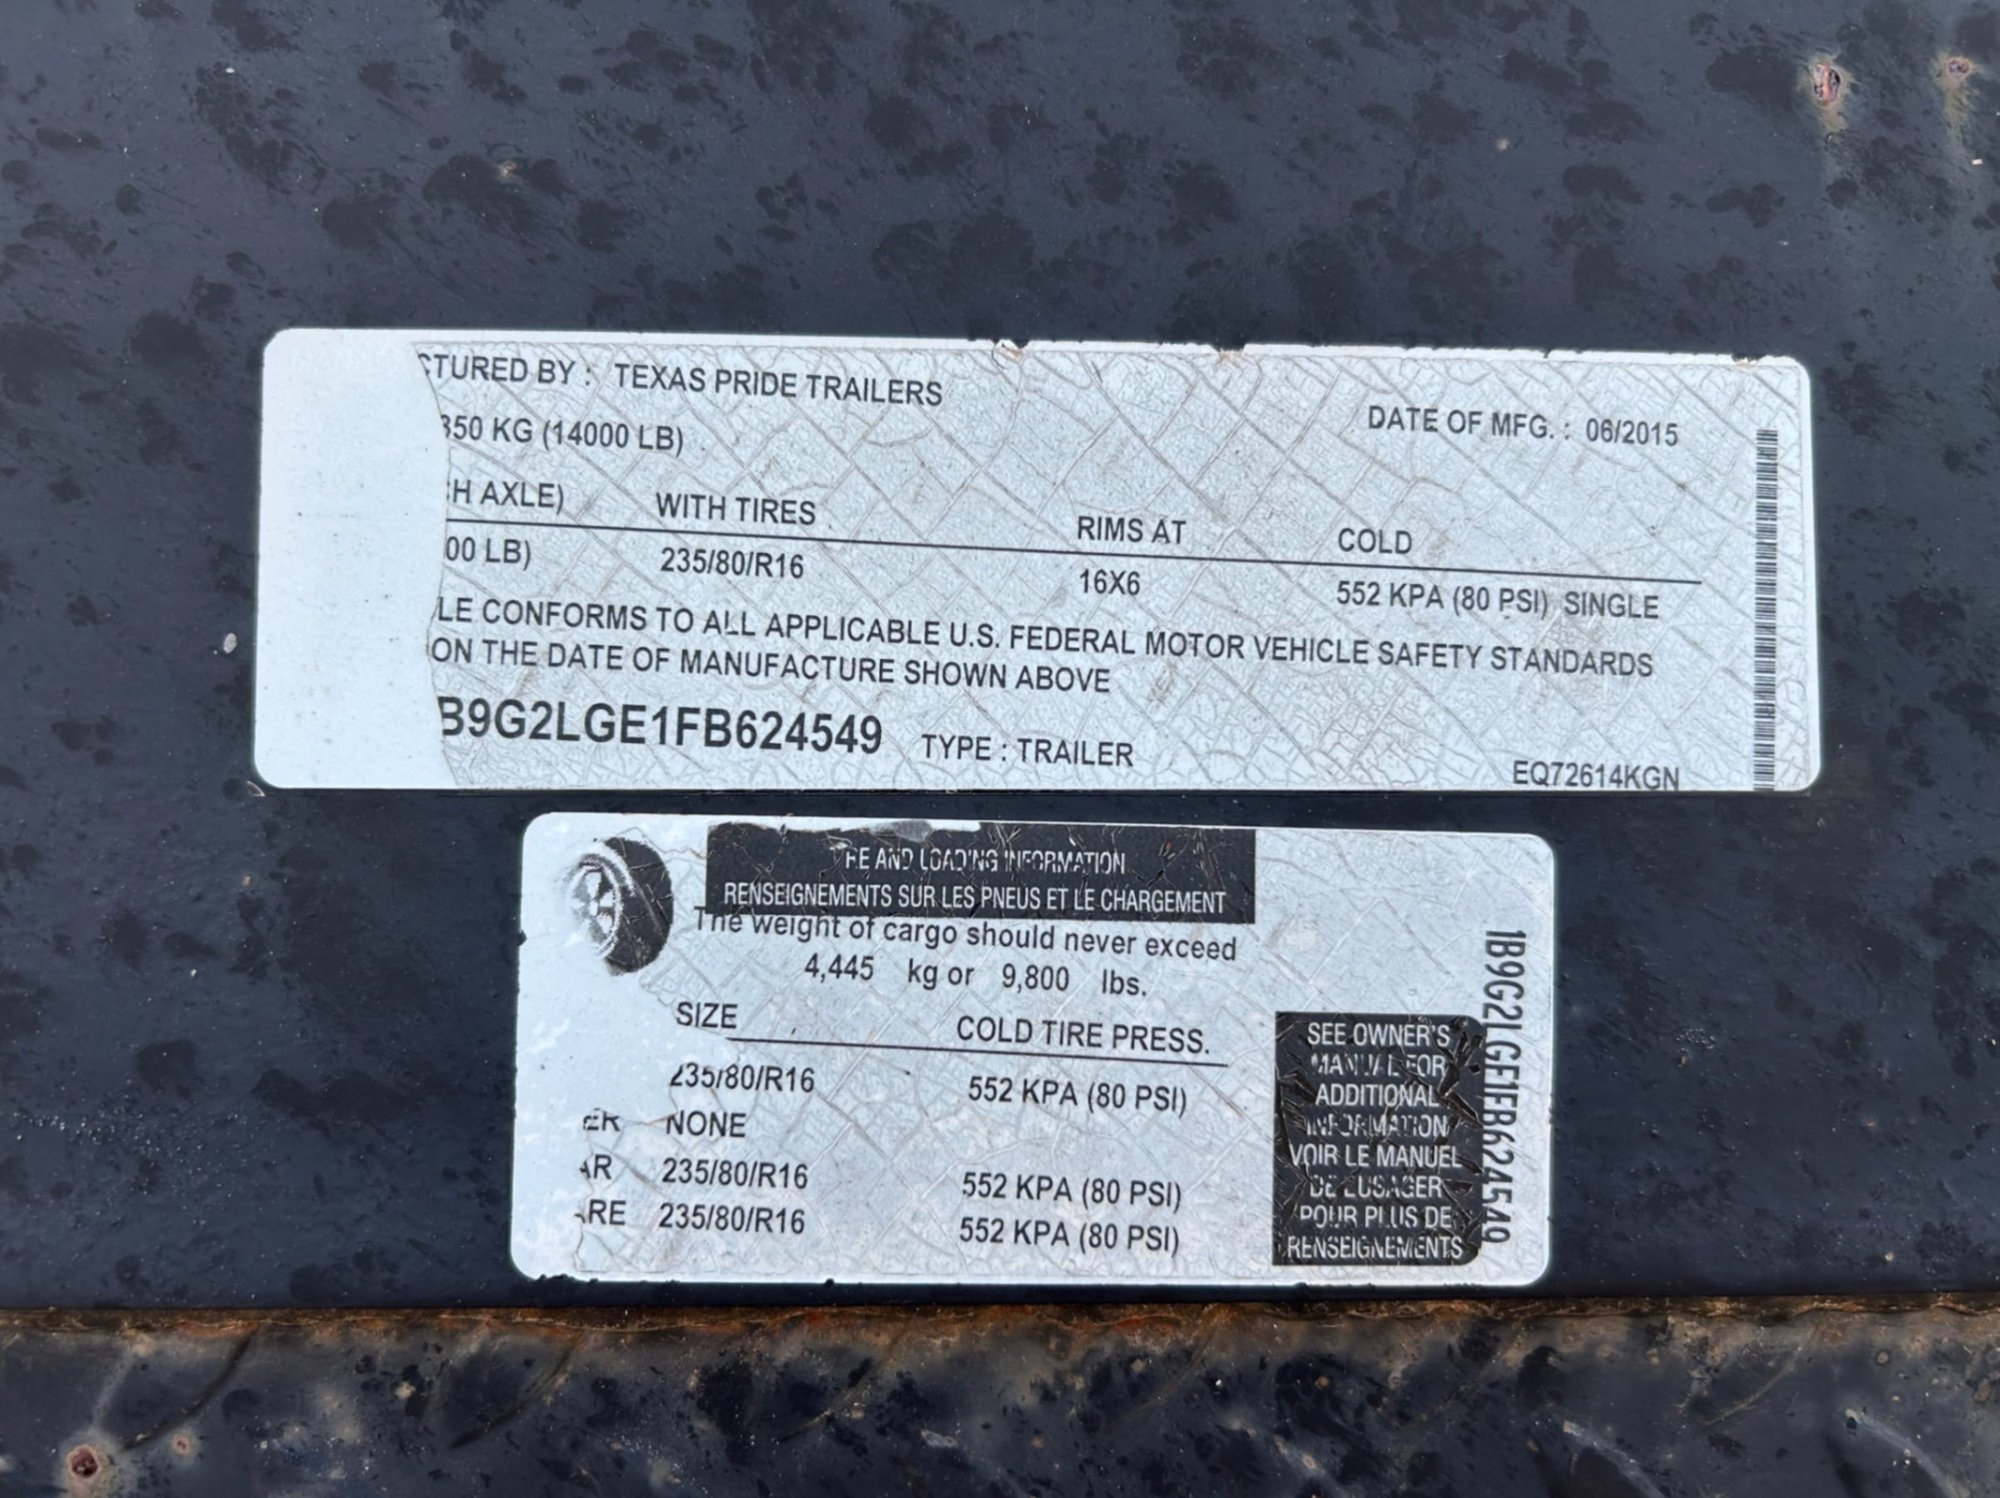 CTURED BY : TEXAS PRIDE TRAILERS
DATE OF MFG. : 06/2015
350 KG (14000 LB)
H AXLE) WITH TIRES RIMS AT COLD
00 LB) 235/80/R16 16X6 552 KPA (80 PSI) SINGLE
LE CONFORMS TO ALL APPLICABLE U.S. FEDERAL MOTOR VEHICLE SAFETY STANDARDS
ON THE DATE OF MANUFACTURE SHOWN ABOVE
B9G2LGE1FB624549 TYPE : TRAILER
EQ72614KGN
RE AND LOADING INFORMATION
RENSEIGNEMENTS SUR LES PNEUS ET LE CHARGEMENT
The weight of cargo should never exceed
4,445 kg or 9,800 lbs.
SIZE COLD TIRE PRESS.
235/80/R16 552 KPA (80 PSI)
ER NONE
AR 235/80/R16 552 KPA (80 PSI)
RE 235/80/R16 552 KPA (80 PSI)
SEE OWNER'S
MANUAL FOR
ADDITIONAL
INFORMATION
VOIR LE MANUEL
DE L'USAGER
POUR PLUS DE
RENSEIGNEMENTS
1B9G2LGE1FB624549